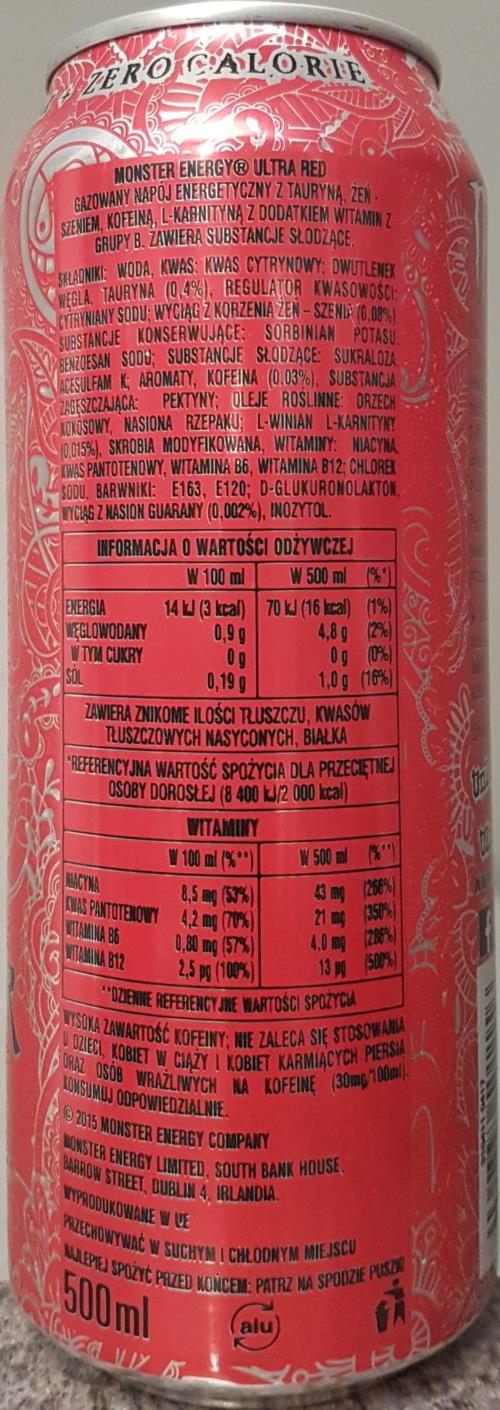 + ZERO CALORIE
MONSTER ENERGY® ULTRA RED
GAZOWANY NAPÓJ ENERGETYCZNY Z TAURYNĄ, ŻEŃ -
SZENIEM, KOFEINĄ, L-KARNITYNĄ Z DODATKIEM WITAMIN Z
GRUPY B. ZAWIERA SUBSTANCJE SŁODZĄCE.
SKŁADNIKI: WODA, KWAS: KWAS CYTRYNOWY; DWUTLENEK
WĘGLA, TAURYNA (0,4%), REGULATOR KWASOWOŚCI:
CYTRYNIANY SODU; WYCIĄG Z KORZENIA ŻEŃ – SZENIA (0,08%),
SUBSTANCJE KONSERWUJĄCE: SORBINIAN POTASU,
BENZOESAN SODU; SUBSTANCJE SŁODZĄCE: SUKRALOZA,
ACESULFAM K; AROMATY, KOFEINA (0,03%), SUBSTANCJA
ZAGĘSZCZAJĄCA: PEKTYNY; OLEJE ROŚLINNE: ORZECH
KOKOSOWY, NASIONA RZEPAKU; L-WINIAN L-KARNITYNY
(0,015%), SKROBIA MODYFIKOWANA, WITAMINY: NIACYNA,
KWAS PANTOTENOWY, WITAMINA B6, WITAMINA B12; CHLOREK
SODU, BARWNIKI: E163, E120; D-GLUKURONOLAKTON,
WYCIĄG Z NASION GUARANY (0,002%), INOZYTOL.
INFORMACJA O WARTOŚCI ODŻYWCZEJ
W 100 ml W 500 ml (%*)
ENERGIA 14 kJ (3 kcal) 70 kJ (16 kcal) (1%)
WĘGLOWODANY 0,9 g 4,8 g (2%)
W TYM CUKRY 0 g 0 g (0%)
SÓL 0,19 g 1,0 g (16%)
ZAWIERA ZNIKOME ILOŚCI TŁUSZCZU, KWASÓW
TŁUSZCZOWYCH NASYCONYCH, BIAŁKA
*REFERENCYJNA WARTOŚĆ SPOŻYCIA DLA PRZECIĘTNEJ
OSOBY DOROSŁEJ (8 400 kJ/2 000 kcal)
WITAMINY
W 100 ml (%**) W 500 ml (%**)
NIACYNA 8,5 mg (53%) 43 mg (266%)
KWAS PANTOTENOWY 4,2 mg (70%) 21 mg (350%)
WITAMINA B6 0,80 mg (57%) 4,0 mg (286%)
WITAMINA B12 2,5 µg (100%) 13 µg (500%)
**DZIENNE REFERENCYJNE WARTOŚCI SPOŻYCIA
WYSOKA ZAWARTOŚĆ KOFEINY; NIE ZALECA SIĘ STOSOWANIA
U DZIECI, KOBIET W CIĄŻY I KOBIET KARMIĄCYCH PIERSIĄ
ORAZ OSÓB WRAŻLIWYCH NA KOFEINĘ (30mg/100ml).
KONSUMUJ ODPOWIEDZIALNIE.
© 2015 MONSTER ENERGY COMPANY
MONSTER ENERGY LIMITED, SOUTH BANK HOUSE,
BARROW STREET, DUBLIN 4, IRLANDIA.
WYPRODUKOWANE W UE
PRZECHOWYWAĆ W SUCHYM I CHŁODNYM MIEJSCU
NAJLEPIEJ SPOŻYĆ PRZED KOŃCEM: PATRZ NA SPODZIE PUSZKI
500ml
alu